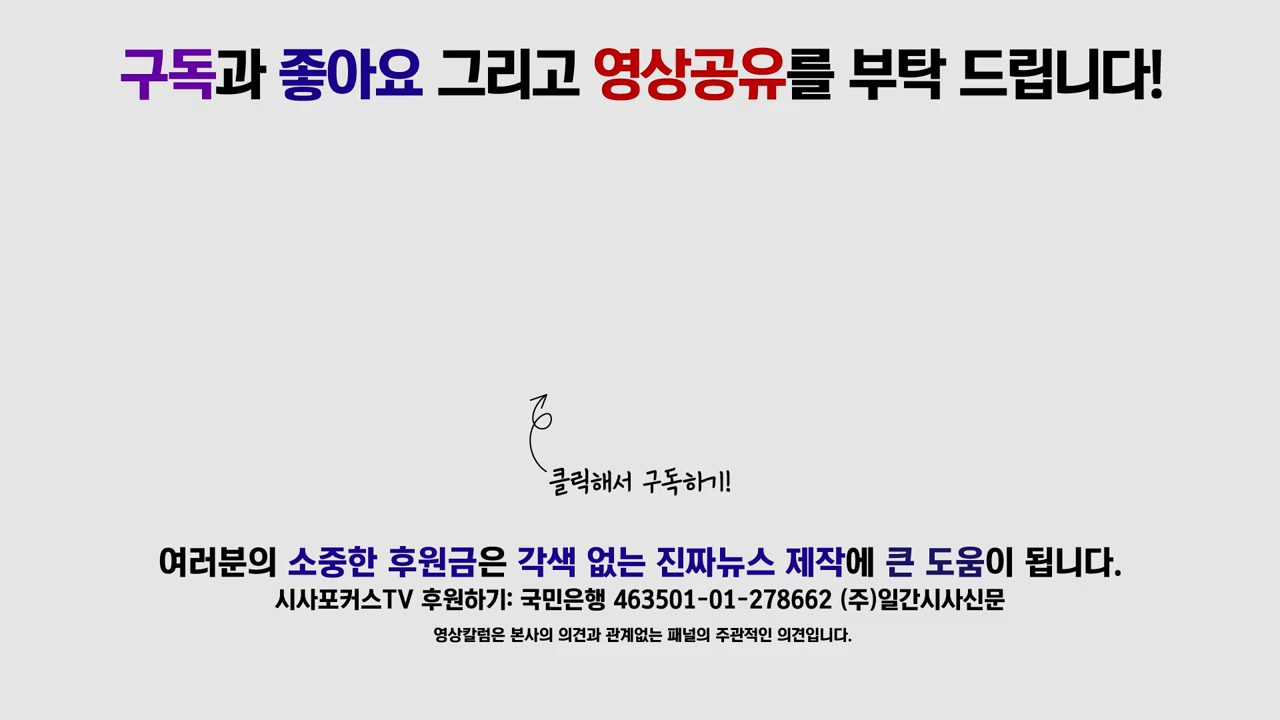 구독과 좋아요 그리고 영상공유를 부탁 드립니다!
클릭해서 구독하기!
여러분의 소중한 후원금은 각색 없는 진짜뉴스 제작에 큰 도움이 됩니다.
시사포커스TV 후원하기: 국민은행 463501-01-278662 (주)일간시사신문
영상칼럼은 본사의 의견과 관계없는 패널의 주관적인 의견입니다.